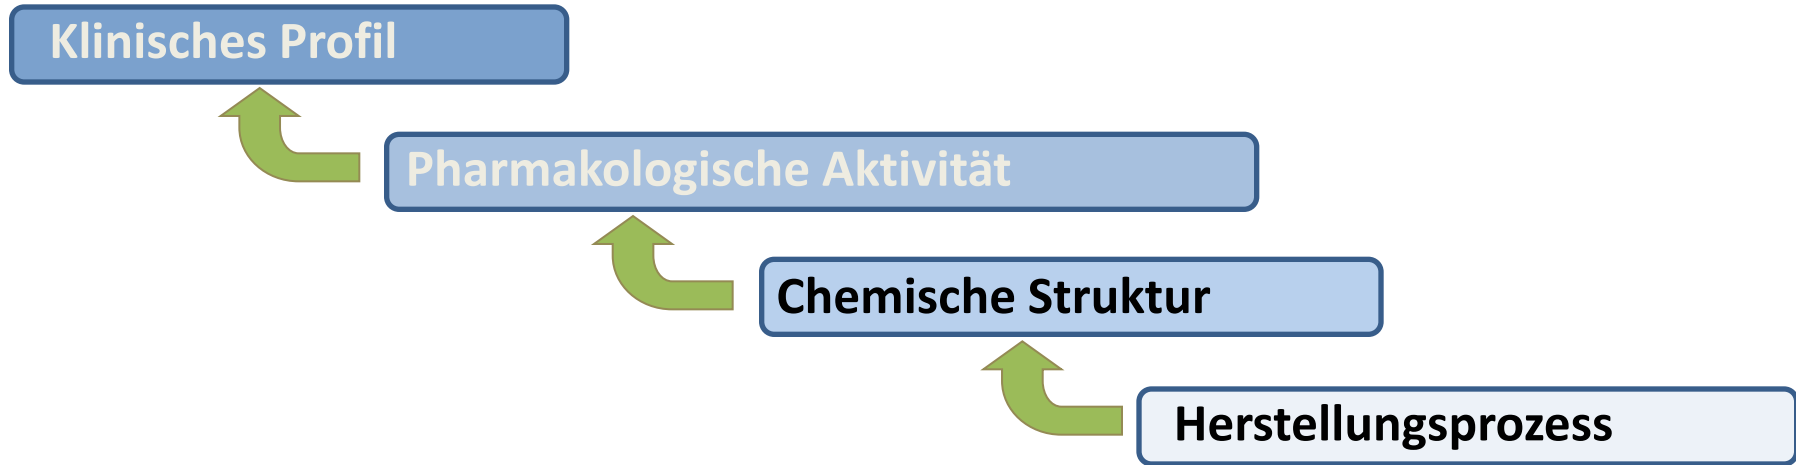 Klinisches Profil
Pharmakologische Aktivität
Chemische Struktur
Herstellungsprozess